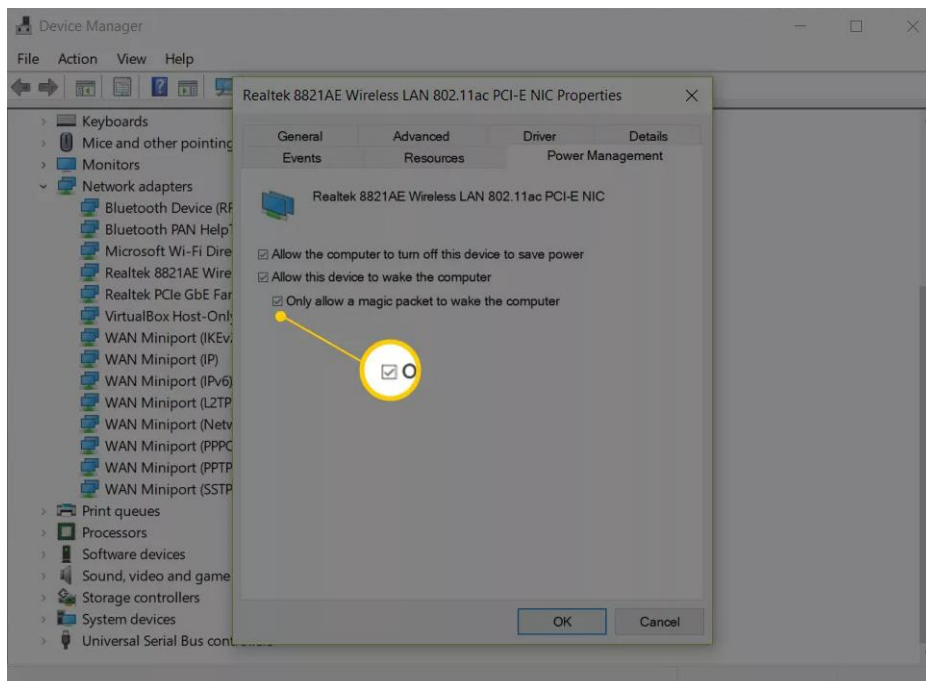 Device Manager
File Action View Help
Keyboards
Mice and other pointing
Monitors
Network adapters
Bluetooth Device (RF
Bluetooth PAN Help
Microsoft Wi-Fi Dire
Realtek 8821AE Wire
Realtek PCIe GbE Far
VirtualBox Host-Only
WAN Miniport (IKEv
WAN Miniport (IP)
WAN Miniport (IPv6)
WAN Miniport (L2TP
WAN Miniport (Netw
WAN Miniport (PPPO
WAN Miniport (PPTP
WAN Miniport (SSTP
Print queues
Processors
Software devices
Sound, video and game
Storage controllers
System devices
Universal Serial Bus
Realtek 8821AE Wireless LAN 802.11ac PCI-E NIC Properties
General Advanced Driver Details
Events Resources Power Management
Realtek 8821AE Wireless LAN 802.11ac PCI-E NIC
Allow the computer to turn off this device to save power
Allow this device to wake the computer
Only allow a magic packet to wake the computer
O
OK Cancel